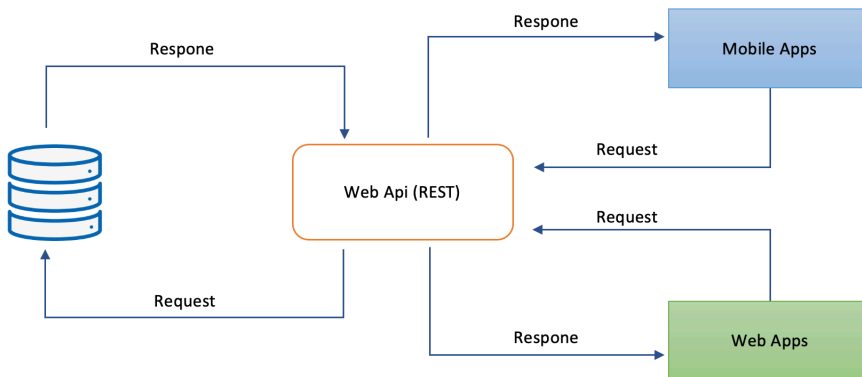 Respone
Respone
Mobile Apps
Request
Web Api (REST)
Request
Request
Respone
Web Apps